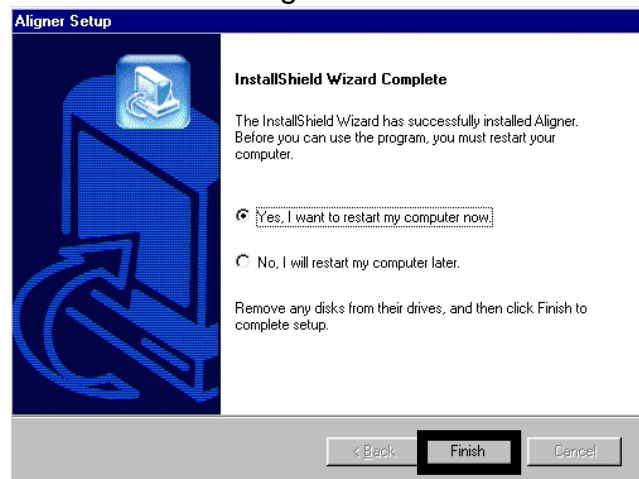 Aligner Setup
InstallShield Wizard Complete
The InstallShield Wizard has successfully installed Aligner.
Before you can use the program, you must restart your
computer.
Yes, I want to restart my computer now.
No, I will restart my computer later.
Remove any disks from their drives, and then click Finish to
complete setup.
< Back Finish Cancel